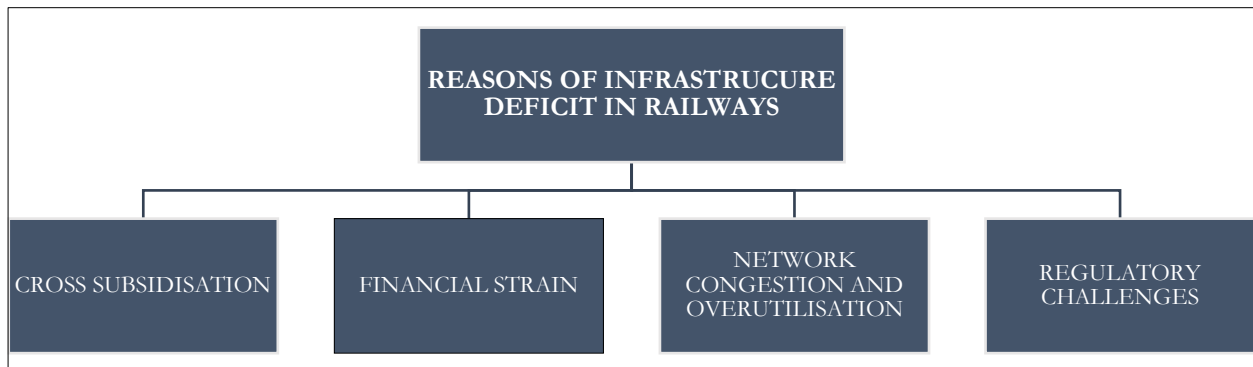 REASONS OF INFRASTRUCURE
DEFICIT IN RAILWAYS
CROSS SUBSIDISATION
FINANCIAL STRAIN
NETWORK
CONGESTION AND
OVERUTILISATION
REGULATORY
CHALLENGES